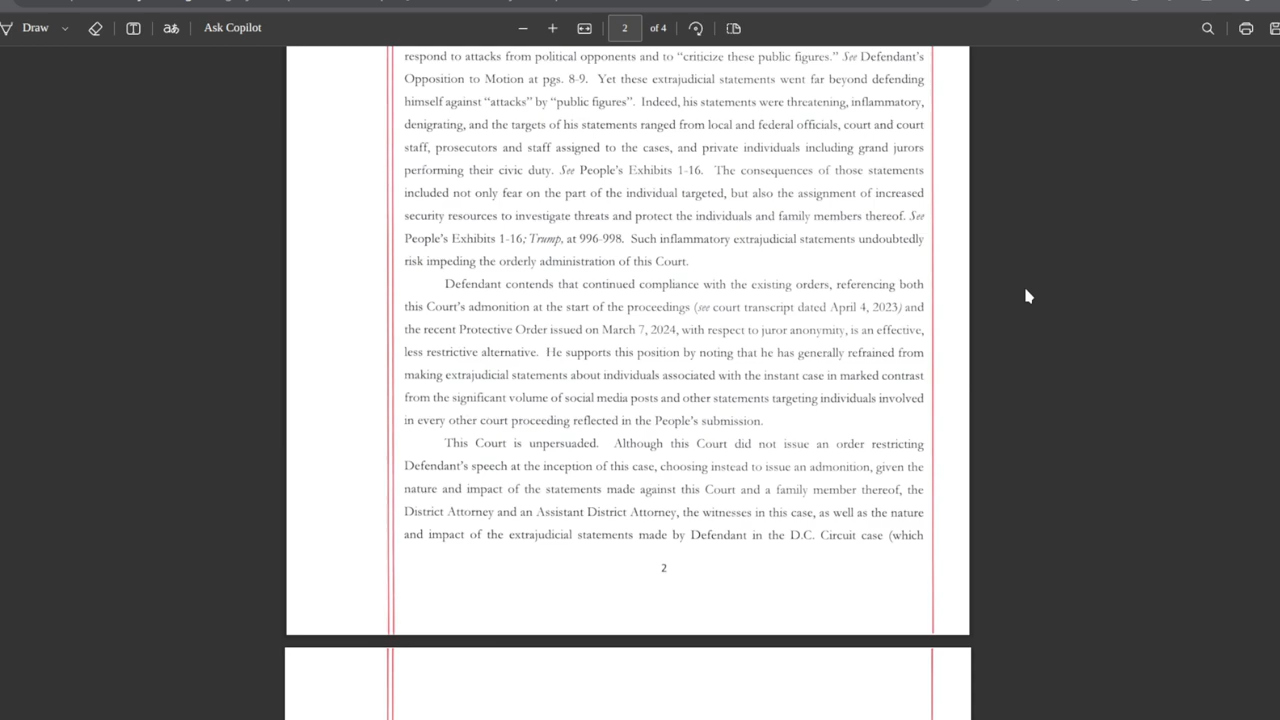 Draw
aあ
Ask Copilot
2
of 4
respond to attacks from political opponents and to “criticize these public figures.” See Defendant’s
Opposition to Motion at pgs. 8-9. Yet these extrajudicial statements went far beyond defending
himself against “attacks” by “public figures”. Indeed, his statements were threatening, inflammatory,
denigrating, and the targets of his statements ranged from local and federal officials, court and court
staff, prosecutors and staff assigned to the cases, and private individuals including grand jurors
performing their civic duty. See People’s Exhibits 1-16. The consequences of those statements
included not only fear on the part of the individual targeted, but also the assignment of increased
security resources to investigate threats and protect the individuals and family members thereof. See
People’s Exhibits 1-16; Trump, at 996-998. Such inflammatory extrajudicial statements undoubtedly
risk impeding the orderly administration of this Court.
Defendant contends that continued compliance with the existing orders, referencing both
this Court’s admonition at the start of the proceedings (see court transcript dated April 4, 2023) and
the recent Protective Order issued on March 7, 2024, with respect to juror anonymity, is an effective,
less restrictive alternative. He supports this position by noting that he has generally refrained from
making extrajudicial statements about individuals associated with the instant case in marked contrast
from the significant volume of social media posts and other statements targeting individuals involved
in every other court proceeding reflected in the People’s submission.
This Court is unpersuaded. Although this Court did not issue an order restricting
Defendant’s speech at the inception of this case, choosing instead to issue an admonition, given the
nature and impact of the statements made against this Court and a family member thereof, the
District Attorney and an Assistant District Attorney, the witnesses in this case, as well as the nature
and impact of the extrajudicial statements made by Defendant in the D.C. Circuit case (which
2